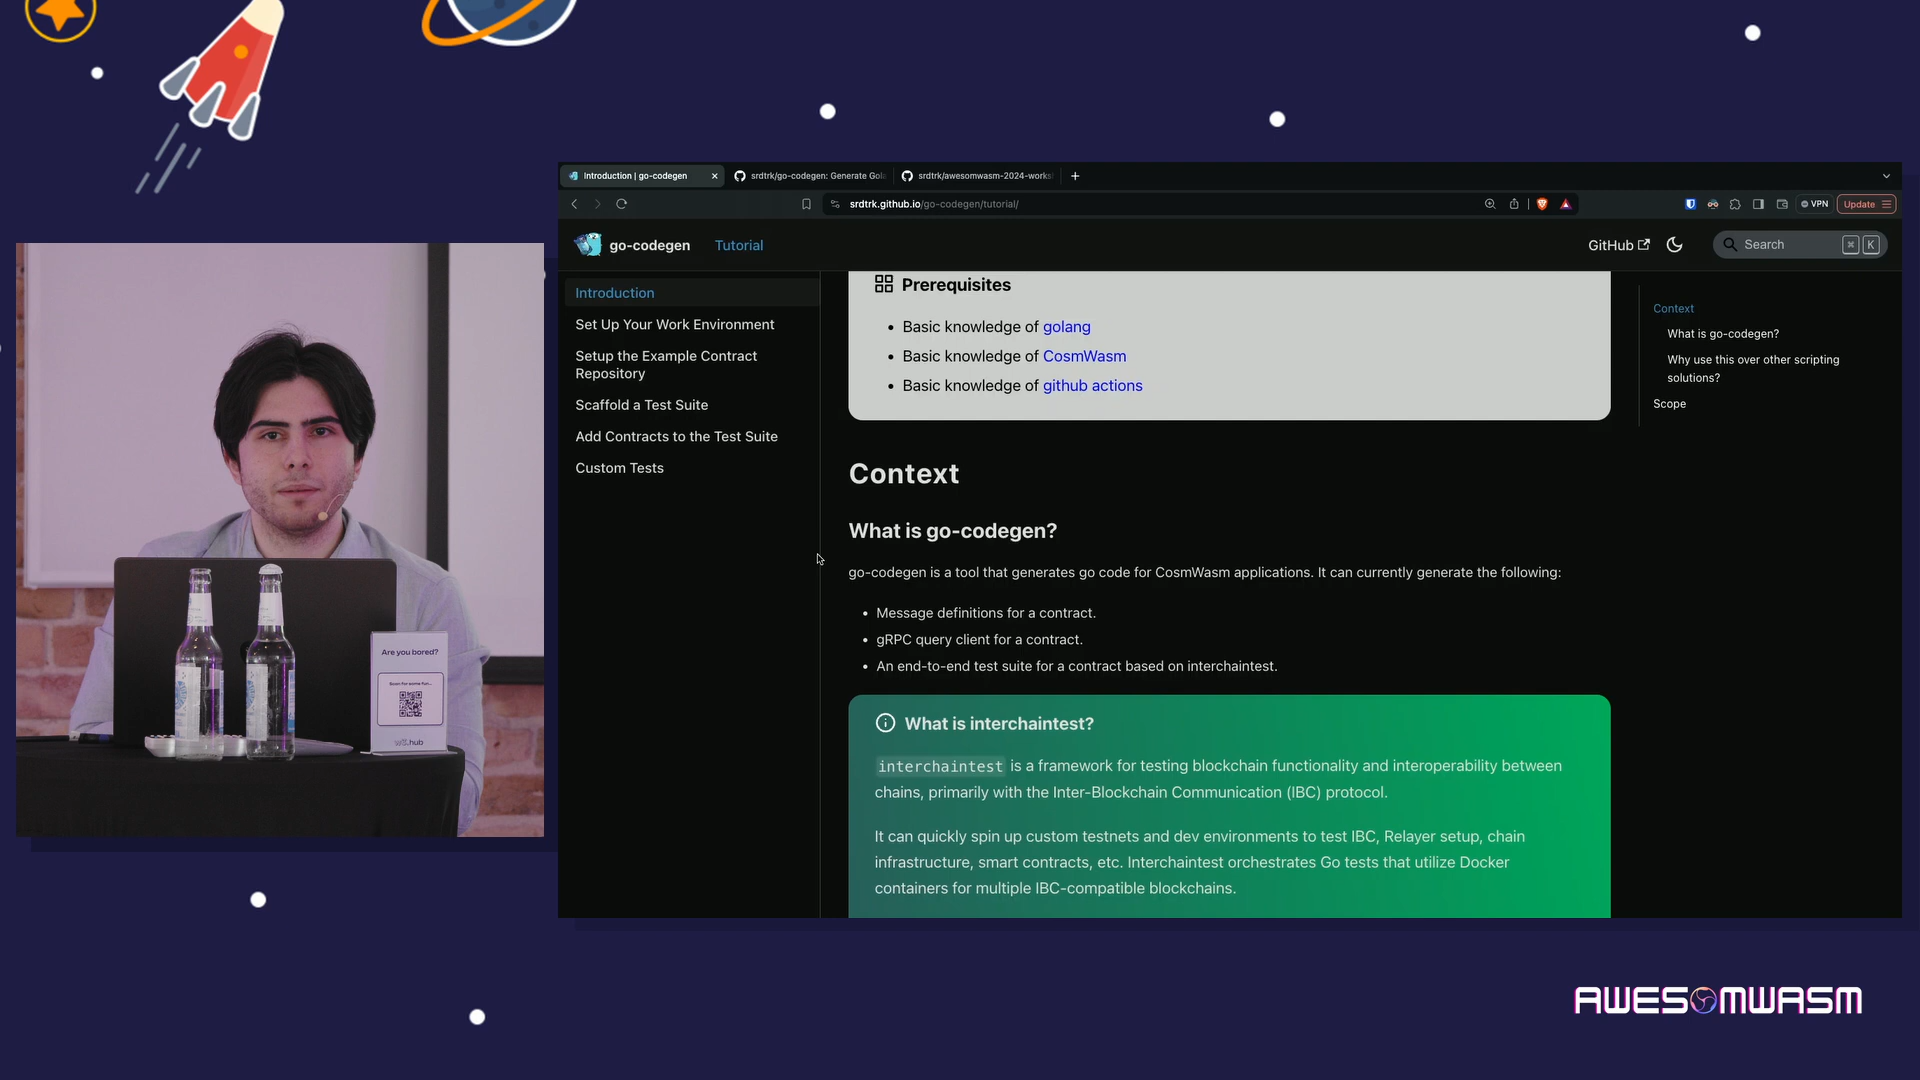 Introduction | go-codegen
srdtrk/go-codegen: Generate Gol
srdtrk/awesomwasm-2024-works
srdtrk.github.io/go-codegen/tutorial/
VPN
Update
go-codegen
Tutorial
GitHub
Search
⌘ K
Introduction
Set Up Your Work Environment
Setup the Example Contract
Repository
Scaffold a Test Suite
Add Contracts to the Test Suite
Custom Tests
Prerequisites
Basic knowledge of golang
Basic knowledge of CosmWasm
Basic knowledge of github actions
Context
What is go-codegen?
go-codegen is a tool that generates go code for CosmWasm applications. It can currently generate the following:
Message definitions for a contract.
gRPC query client for a contract.
An end-to-end test suite for a contract based on interchaintest.
What is interchaintest?
interchaintest is a framework for testing blockchain functionality and interoperability between
chains, primarily with the Inter-Blockchain Communication (IBC) protocol.
It can quickly spin up custom testnets and dev environments to test IBC, Relayer setup, chain
infrastructure, smart contracts, etc. Interchaintest orchestrates Go tests that utilize Docker
containers for multiple IBC-compatible blockchains.
Context
What is go-codegen?
Why use this over other scripting
solutions?
Scope
Are you bored?
Scan for some fun...
AWESOMWASM